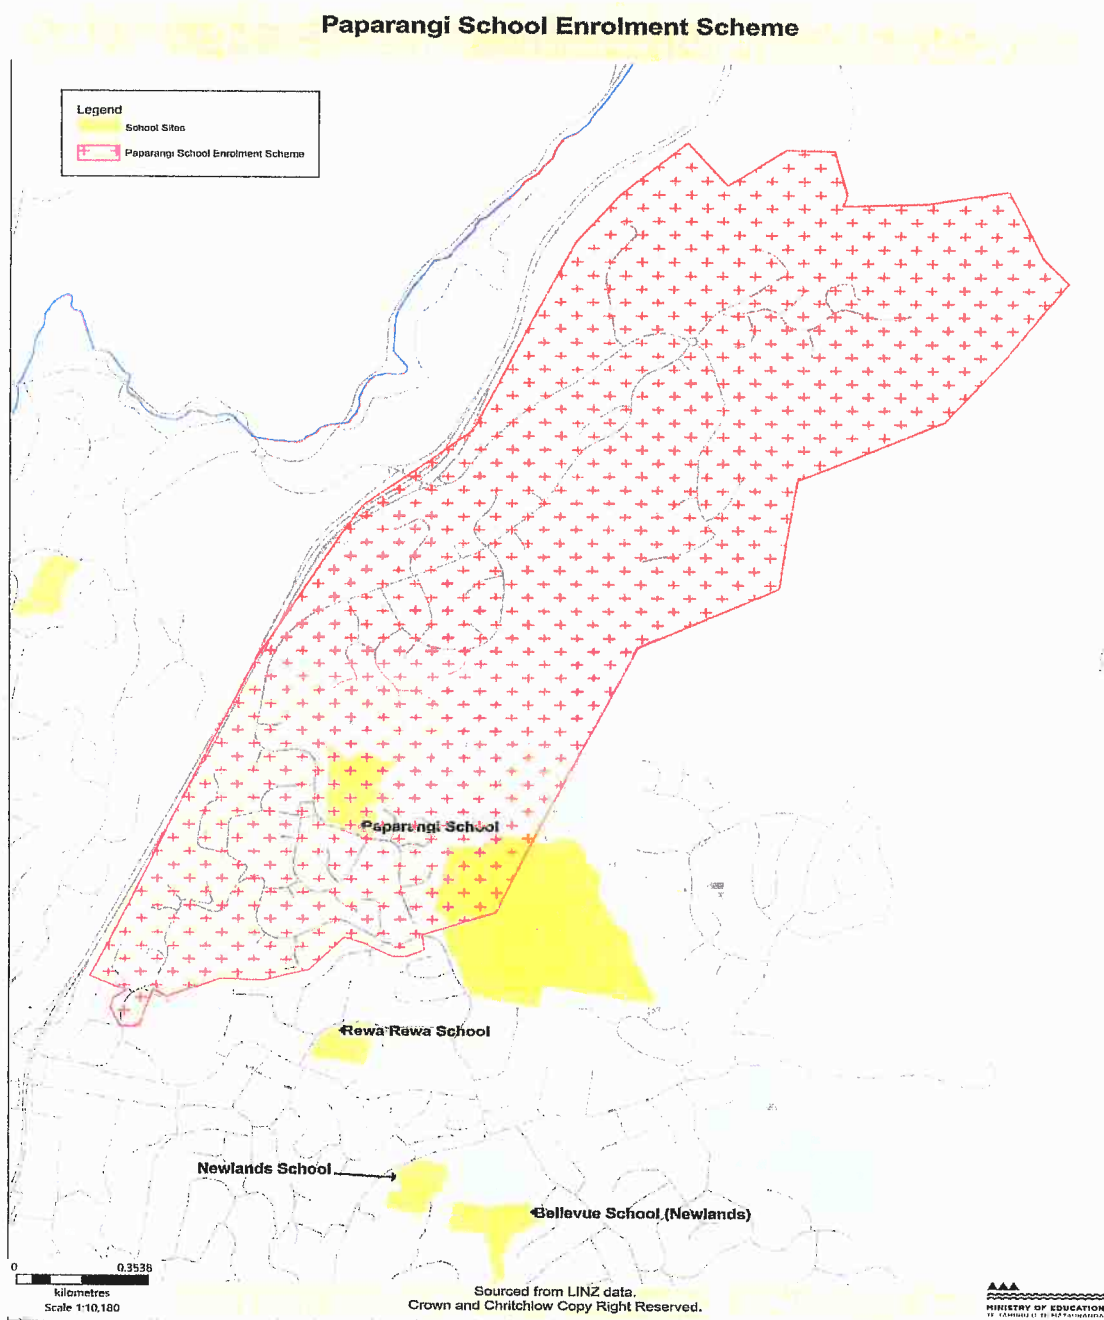 Paparangi School Enrolment Scheme
Legend
School Sites
Paparangi School Enrolment Scheme
Paparangi School
Rewa Rewa School
Newlands School
Bellevue School (Newlands)
0 0.3538
kilometres
Scale 1:10,180
Sourced from LINZ data.
Crown and Chritchlow Copy Right Reserved.
MINISTRY OF EDUCATION